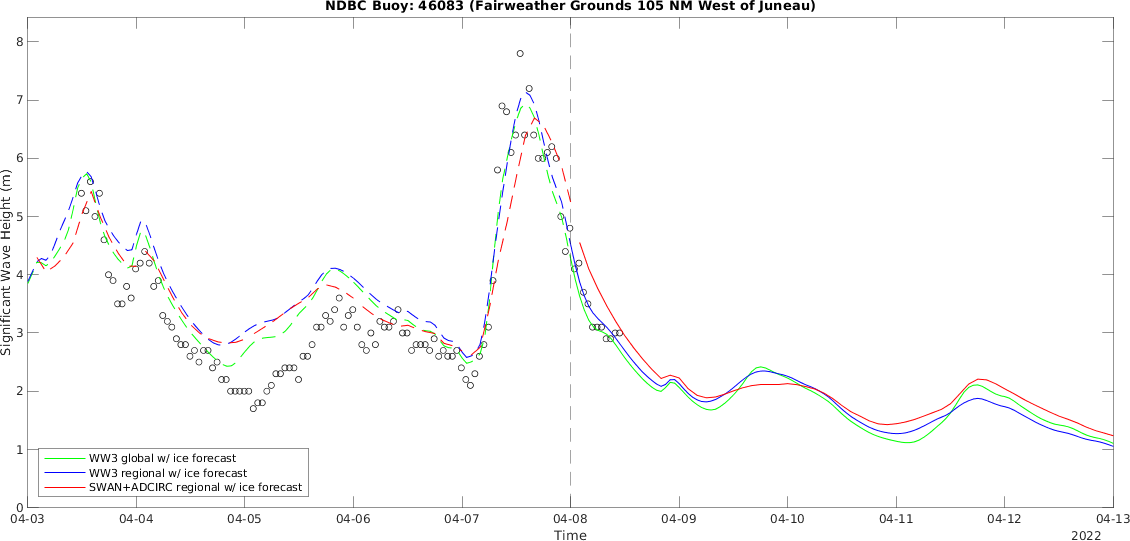 NDBC Buoy: 46083 (Fairweather Grounds 105 NM West of Juneau)
Significant Wave Height (m)
8
7
6
5
4
3
2
1
0
WW3 global w/ ice forecast
WW3 regional w/ ice forecast
SWAN+ADCIRC regional w/ ice forecast
04-03 04-04 04-05 04-06 04-07 04-08 04-09 04-10 04-11 04-12 04-13
Time
2022